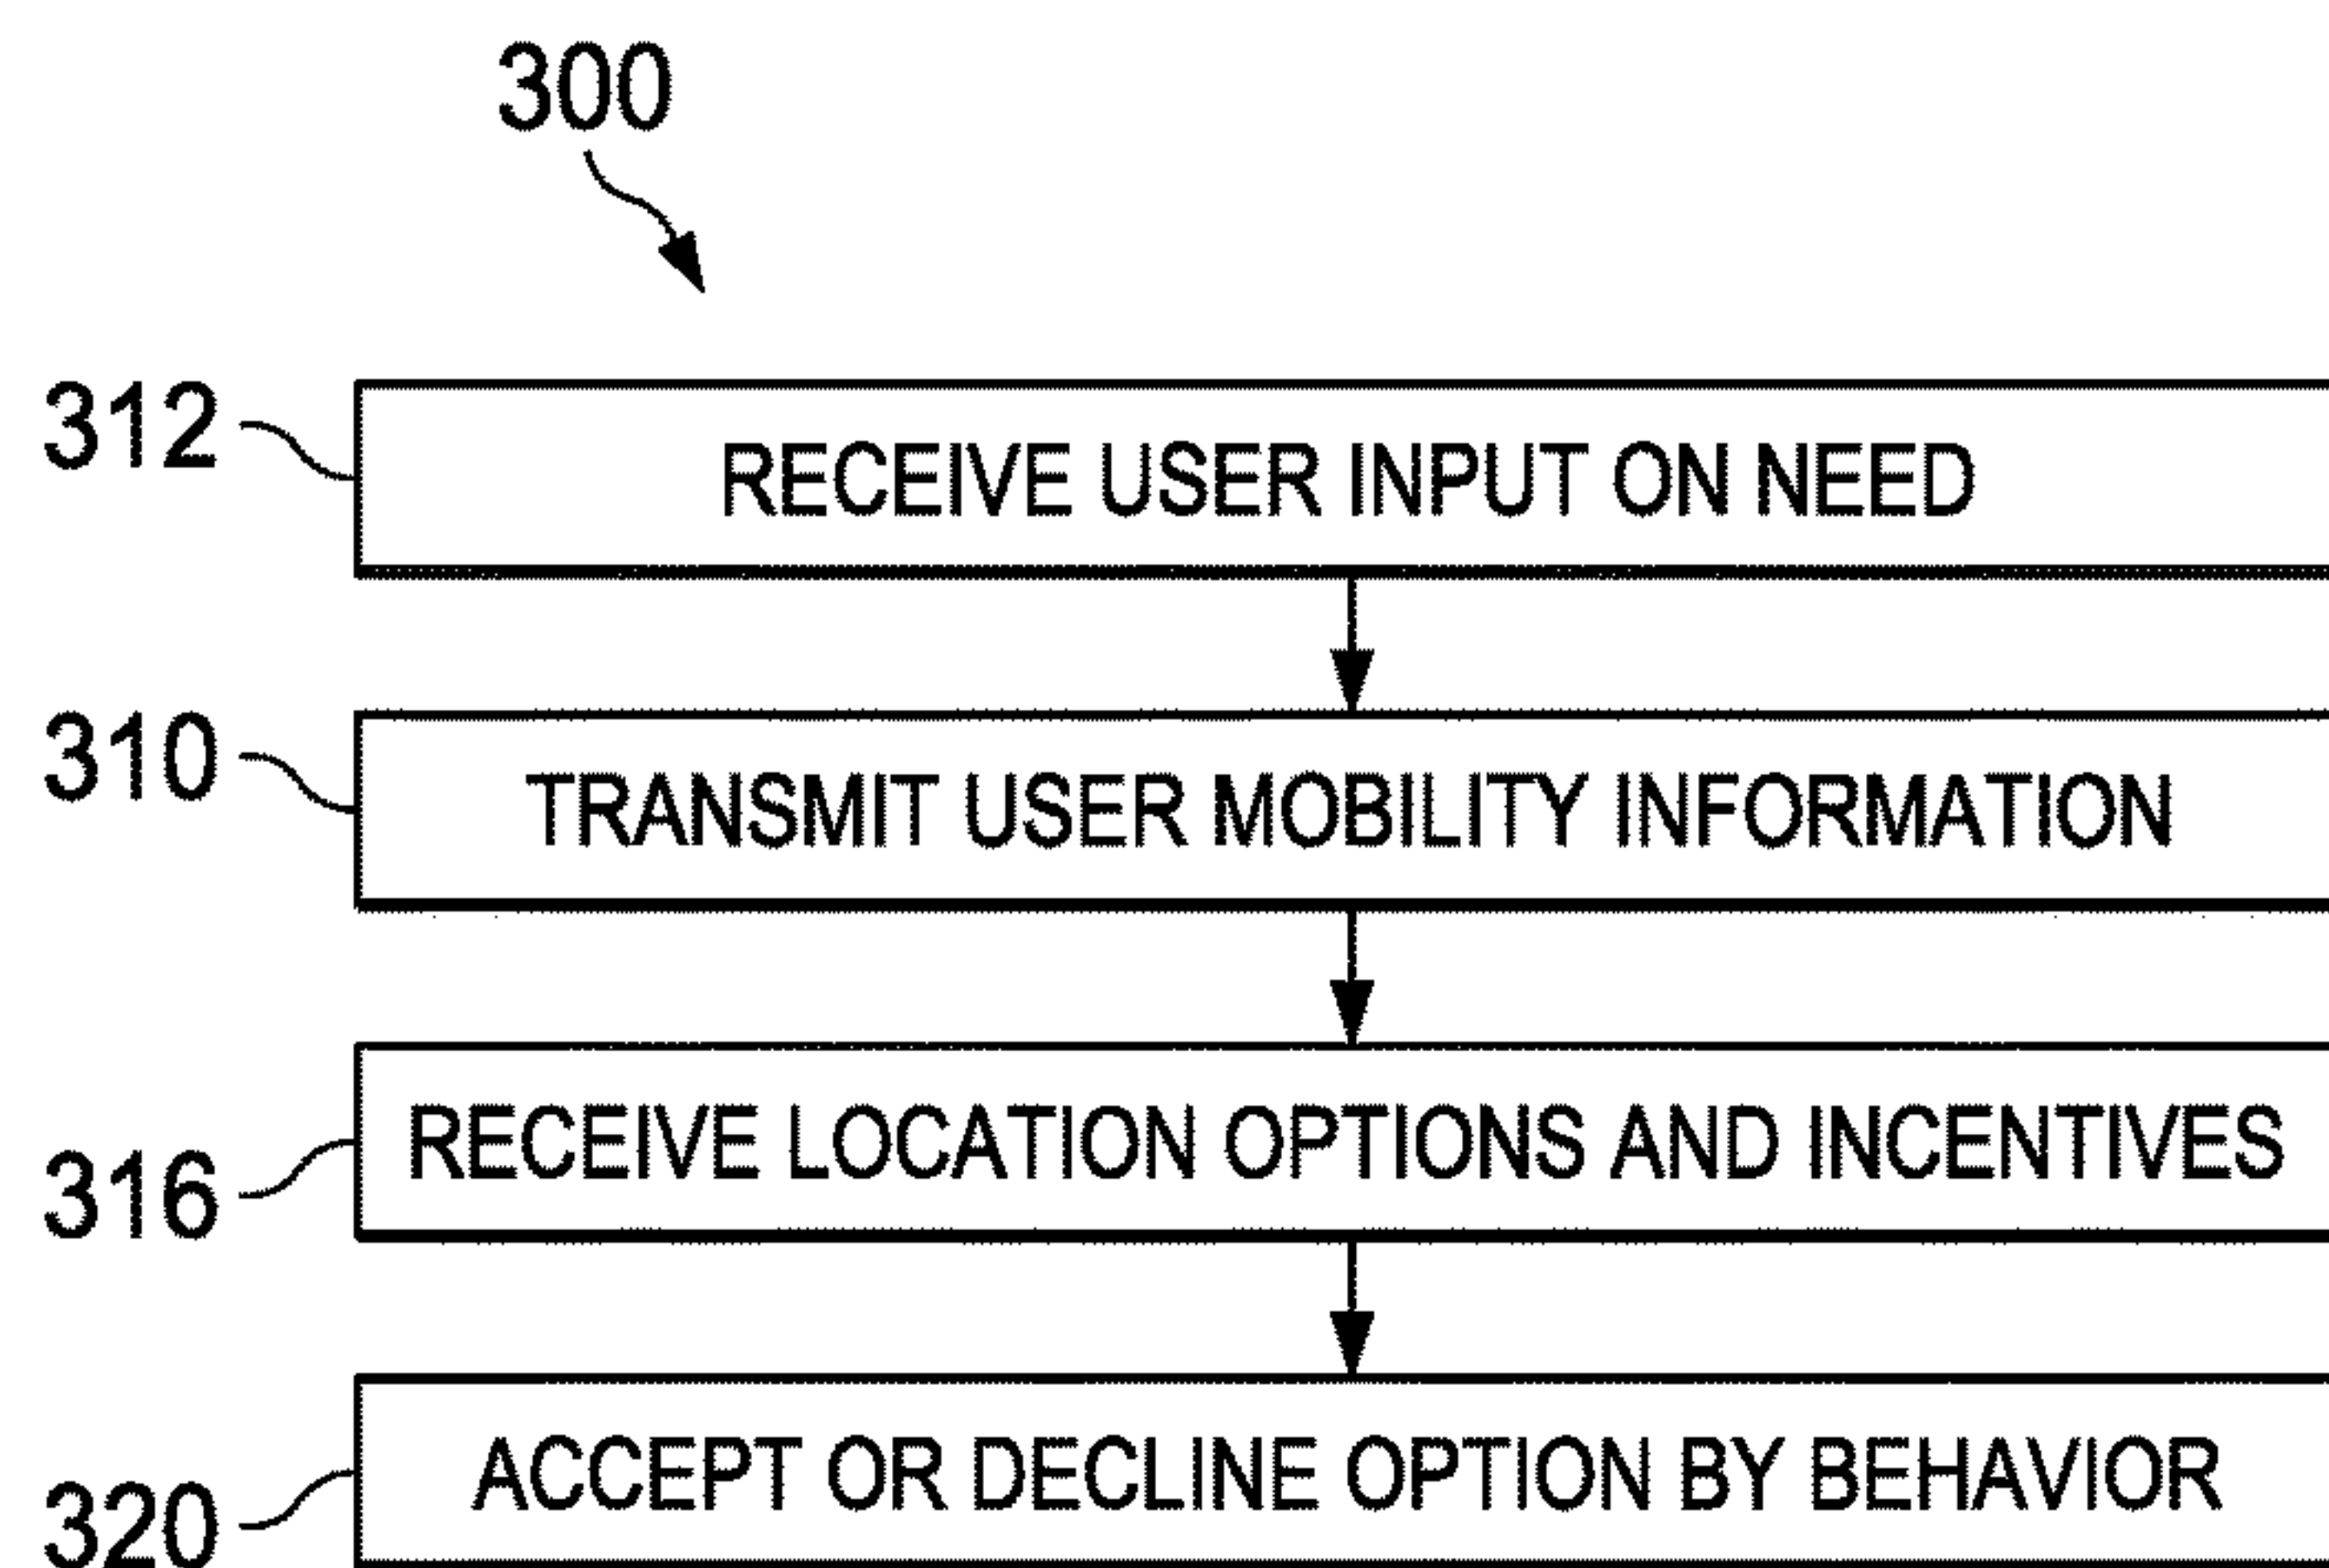 300
312 RECEIVE USER INPUT ON NEED
310 TRANSMIT USER MOBILITY INFORMATION
316 RECEIVE LOCATION OPTIONS AND INCENTIVES
320 ACCEPT OR DECLINE OPTION BY BEHAVIOR